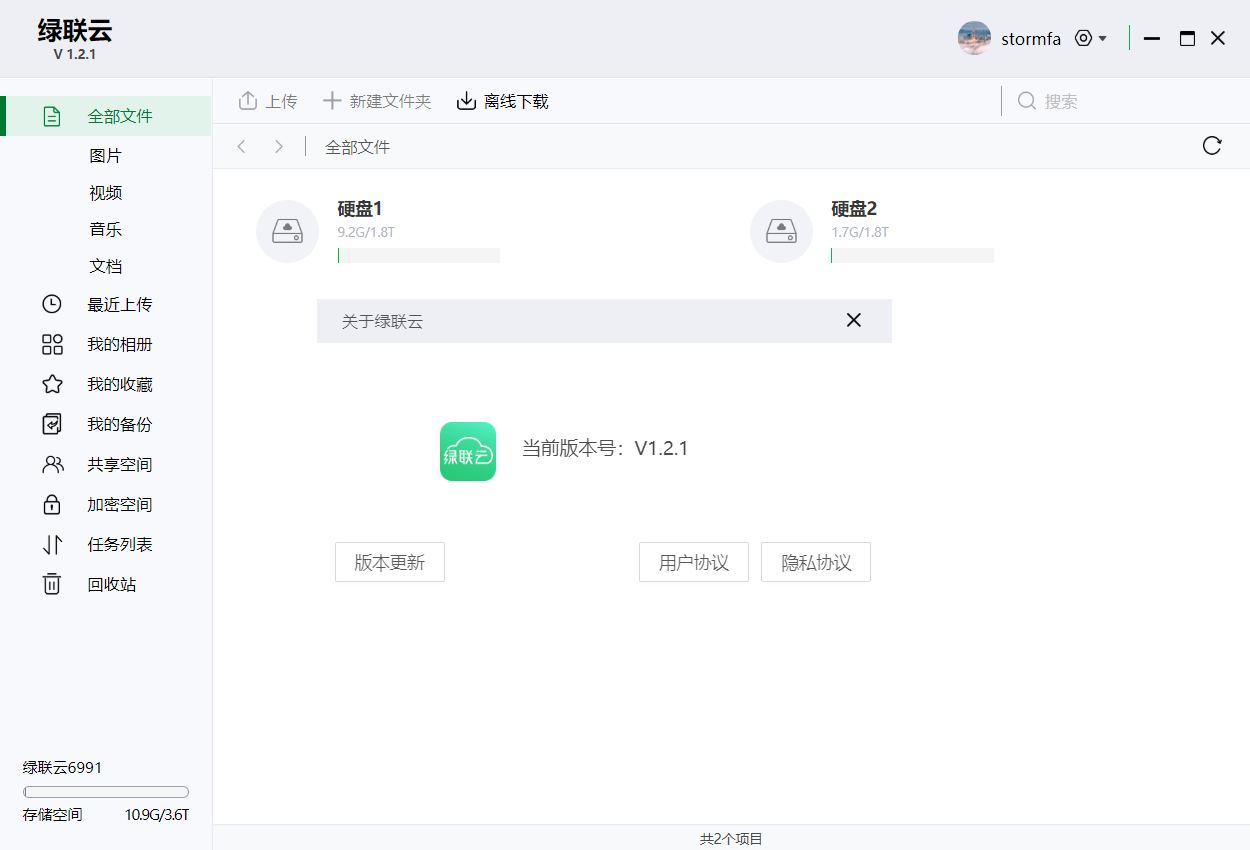 绿联云
V 1.2.1
stormfa
全部文件
图片
视频
音乐
文档
最近上传
我的相册
我的收藏
我的备份
共享空间
加密空间
任务列表
回收站
绿联云6991
存储空间 10.9G/3.6T
上传 新建文件夹 离线下载 搜索
全部文件
硬盘1
9.2G/1.8T
硬盘2
1.7G/1.8T
关于绿联云
绿联云
当前版本号：V1.2.1
版本更新 用户协议 隐私协议
共2个项目